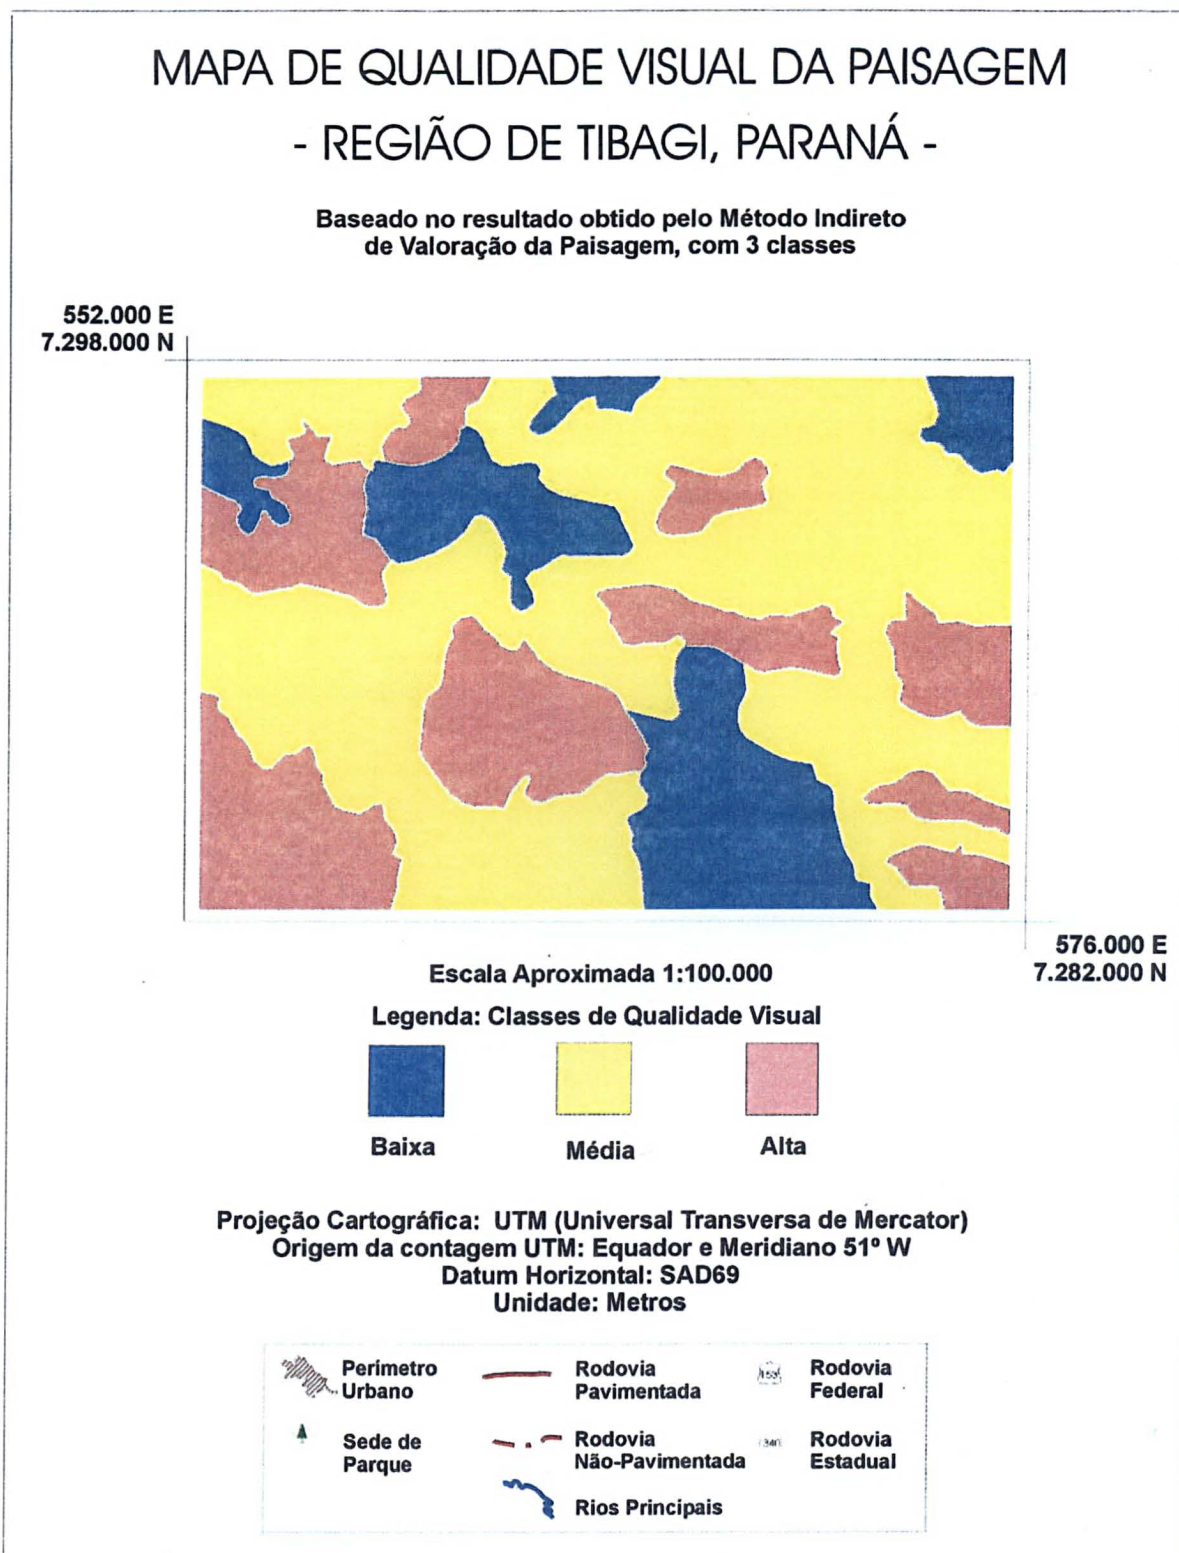 MAPA DE QUALIDADE VISUAL DA PAISAGEM
- REGIÃO DE TIBAGI, PARANÁ -
Baseado no resultado obtido pelo Método Indireto
de Valoração da Paisagem, com 3 classes
552.000 E
7.298.000 N
576.000 E
7.282.000 N
Escala Aproximada 1:100.000
Legenda: Classes de Qualidade Visual
Baixa
Média
Alta
Projeção Cartográfica: UTM (Universal Transversa de Mercator)
Origem da contagem UTM: Equador e Meridiano 51º W
Datum Horizontal: SAD69
Unidade: Metros
Perímetro
Urbano
Rodovia
Pavimentada
153
Rodovia
Federal
Sede de
Parque
Rodovia
Não-Pavimentada
340
Rodovia
Estadual
Rios Principais